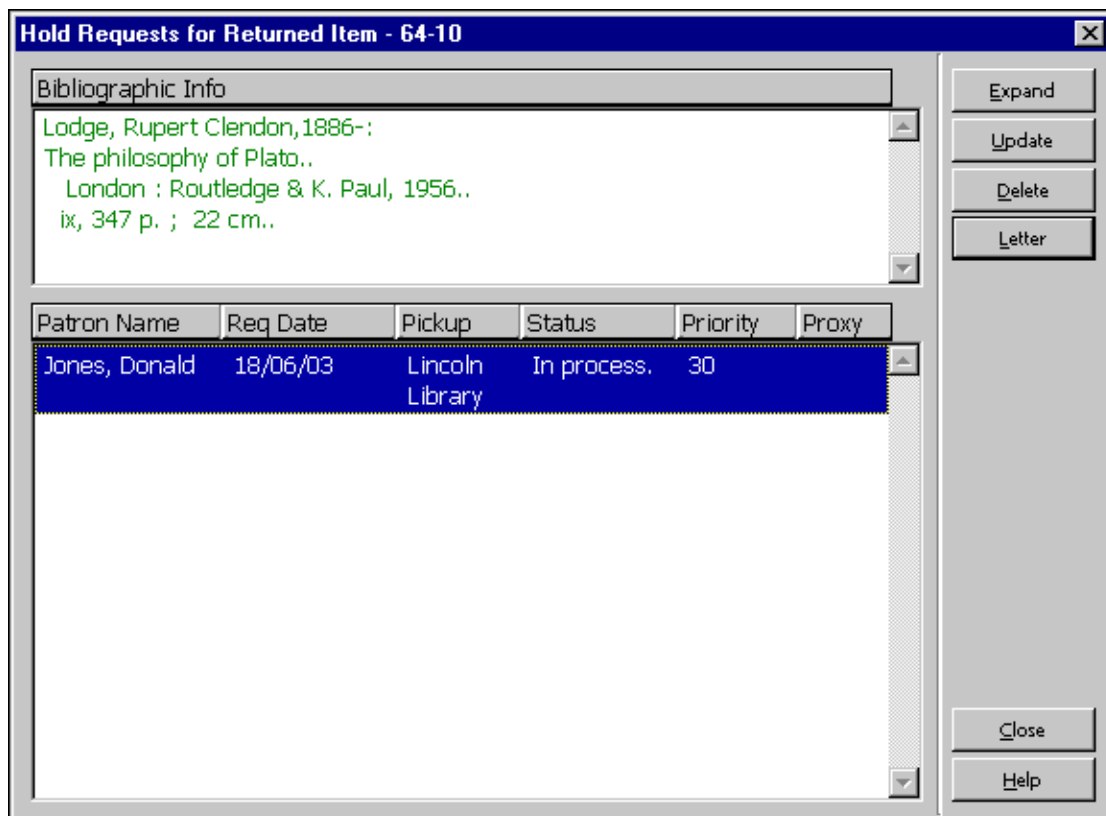 Hold Requests for Returned Item - 64-10
Bibliographic Info
Lodge, Rupert Clendon,1886-:
The philosophy of Plato..
London : Routledge & K. Paul, 1956..
ix, 347 p. ; 22 cm..
Patron Name Req Date Pickup Status Priority Proxy
Jones, Donald 18/06/03 Lincoln In process. 30
Library
Expand
Update
Delete
Letter
Close
Help